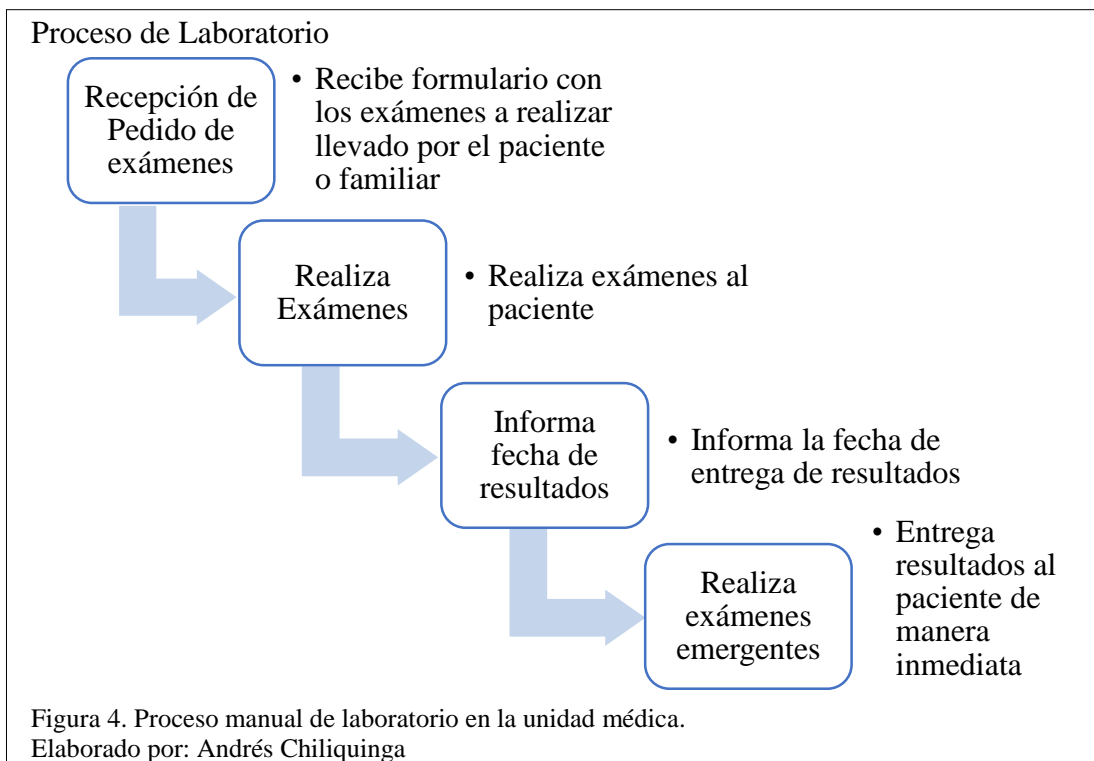 Proceso de Laboratorio
Recepción de
Pedido de
exámenes
• Recibe formulario con
los exámenes a realizar
llevado por el paciente
o familiar
Realiza
Exámenes
• Realiza exámenes al
paciente
Informa
fecha de
resultados
• Informa la fecha de
entrega de resultados
Realiza
exámenes
emergentes
• Entrega
resultados al
paciente de
manera
inmediata
Figura 4. Proceso manual de laboratorio en la unidad médica.
Elaborado por: Andrés Chiliquinga